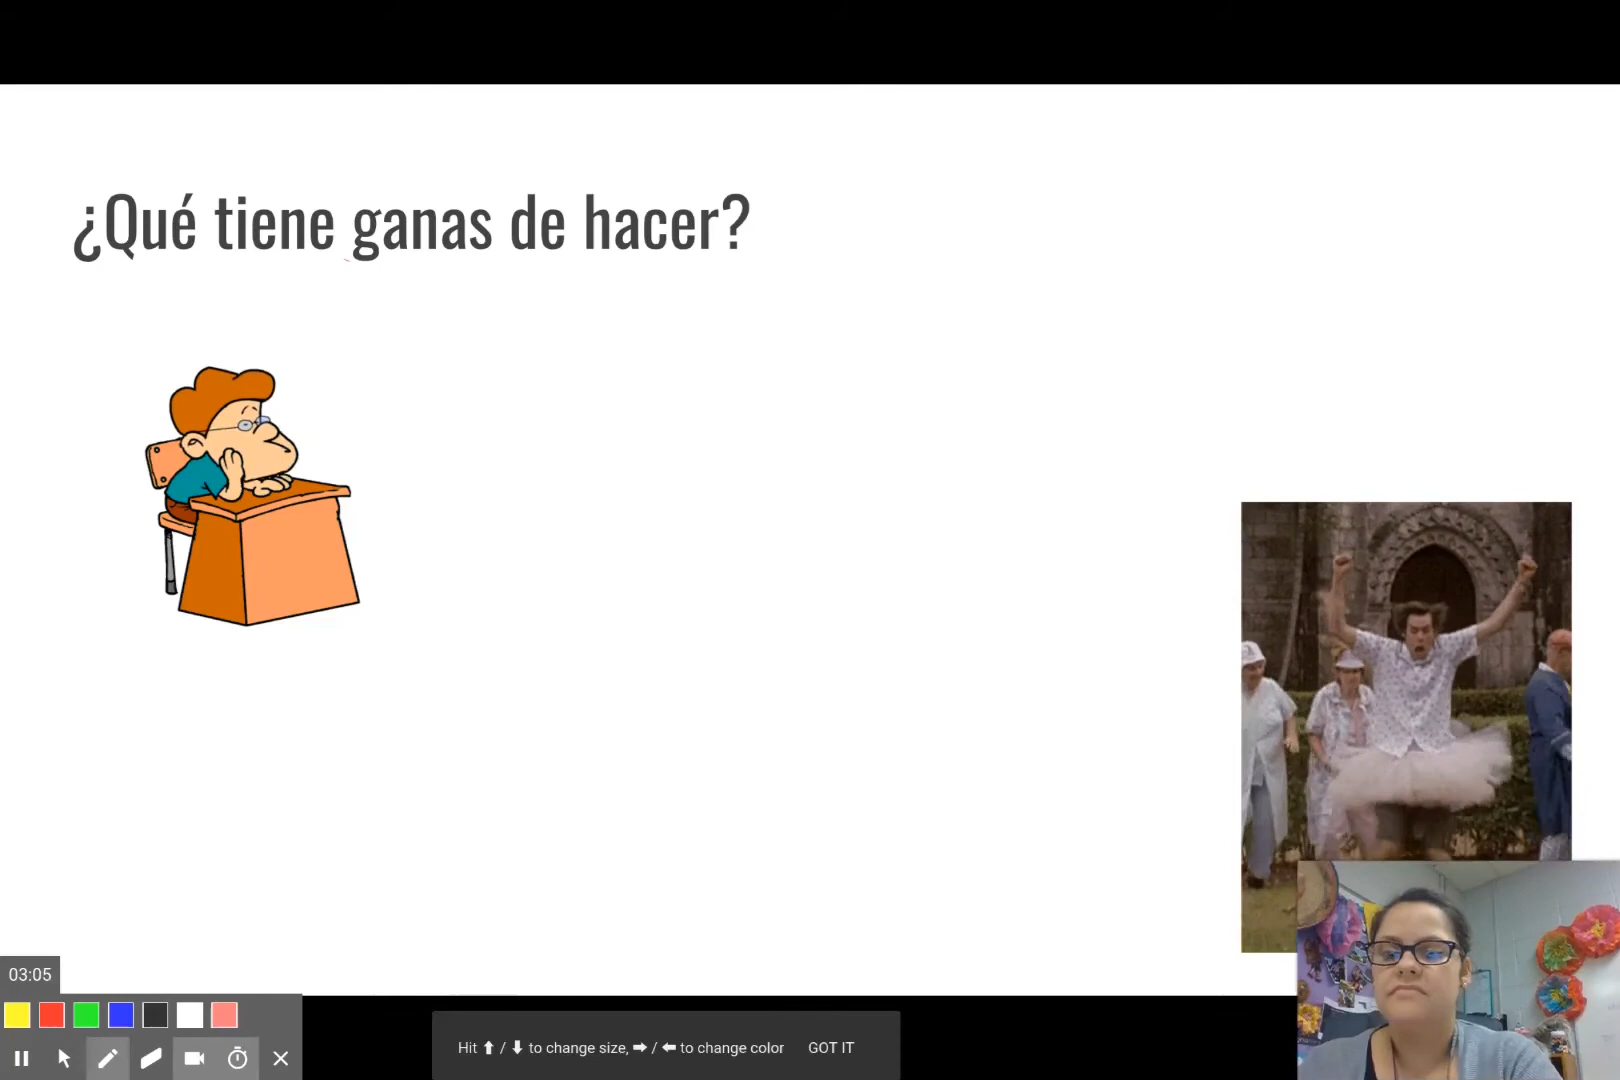 ¿Qué tiene ganas de hacer?
03:05
Hit ⬆ / ⬇ to change size, ➡ / ⬅ to change color GOT IT